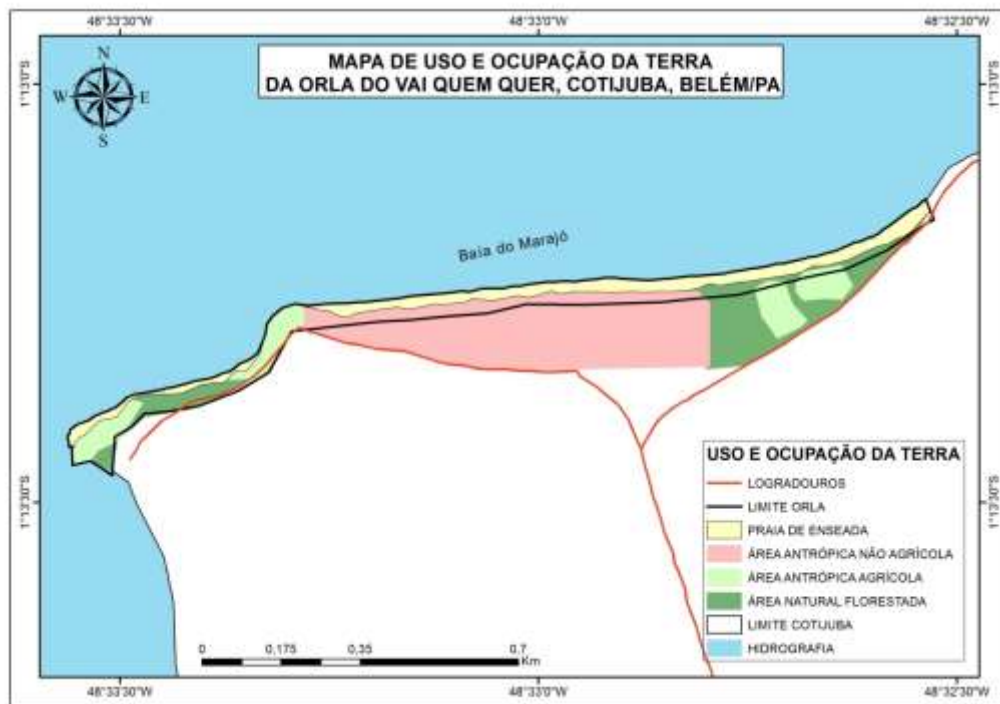 48°33'30"W
48°33'0"W
48°32'30"W
MAPA DE USO E OCUPAÇÃO DA TERRA
DA ORLA DO VAI QUEM QUER, COTIJUBA, BELÉM/PA
N
W
E
S
1°13'0"S
1°13'0"S
Baía do Marajó
1°13'30"S
1°13'30"S
USO E OCUPAÇÃO DA TERRA
LOGRADOUROS
LIMITE ORLA
PRAIA DE ENSEADA
ÁREA ANTRÓPICA NÃO AGRÍCOLA
ÁREA ANTRÓPICA AGRÍCOLA
ÁREA NATURAL FLORESTADA
LIMITE COTIJUBA
HIDROGRAFIA
0 0,175 0,35 0,7
Km
48°33'30"W
48°33'0"W
48°32'30"W